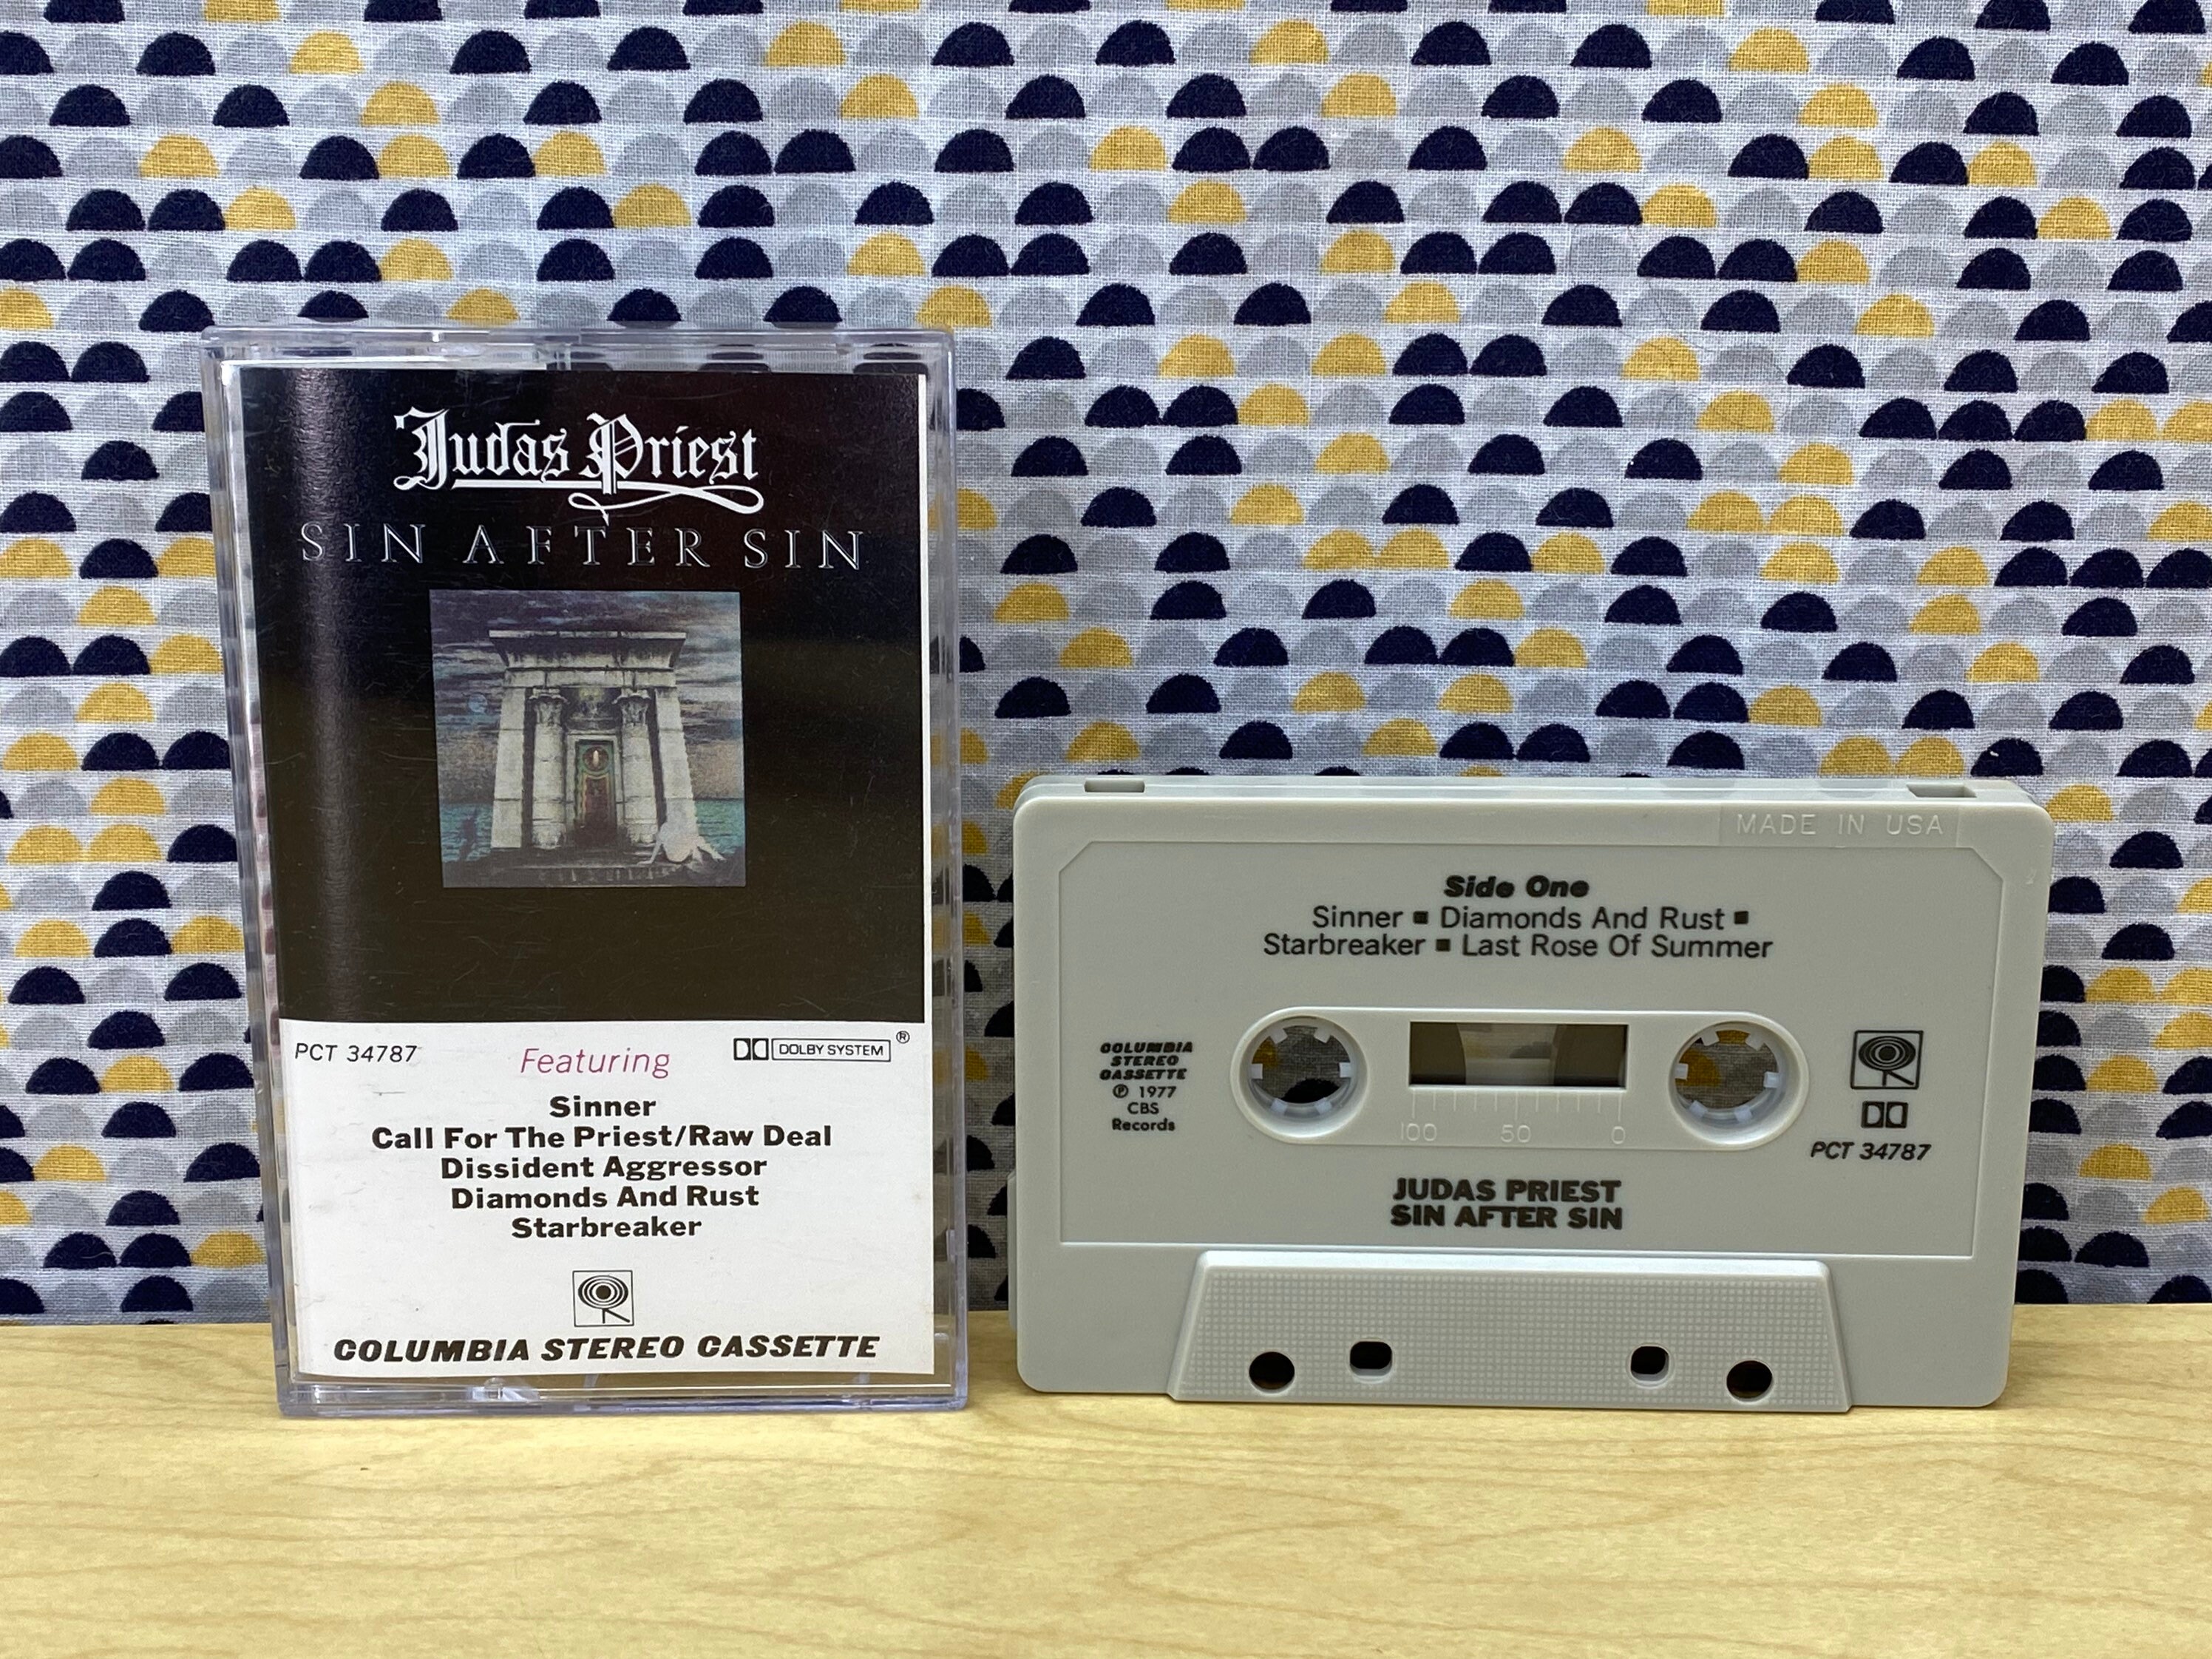 Judas Priest
SIN AFTER SIN
PCT 34787
Featuring
DOLBY SYSTEM ®
Sinner
Call For The Priest/Raw Deal
Dissident Aggressor
Diamonds And Rust
Starbreaker
COLUMBIA STEREO CASSETTE
MADE IN USA
Side One
Sinner ▪ Diamonds And Rust ▪
Starbreaker ▪ Last Rose Of Summer
COLUMBIA
STEREO
CASSETTE
℗ 1977
CBS
Records
100 50 0
PCT 34787
JUDAS PRIEST
SIN AFTER SIN